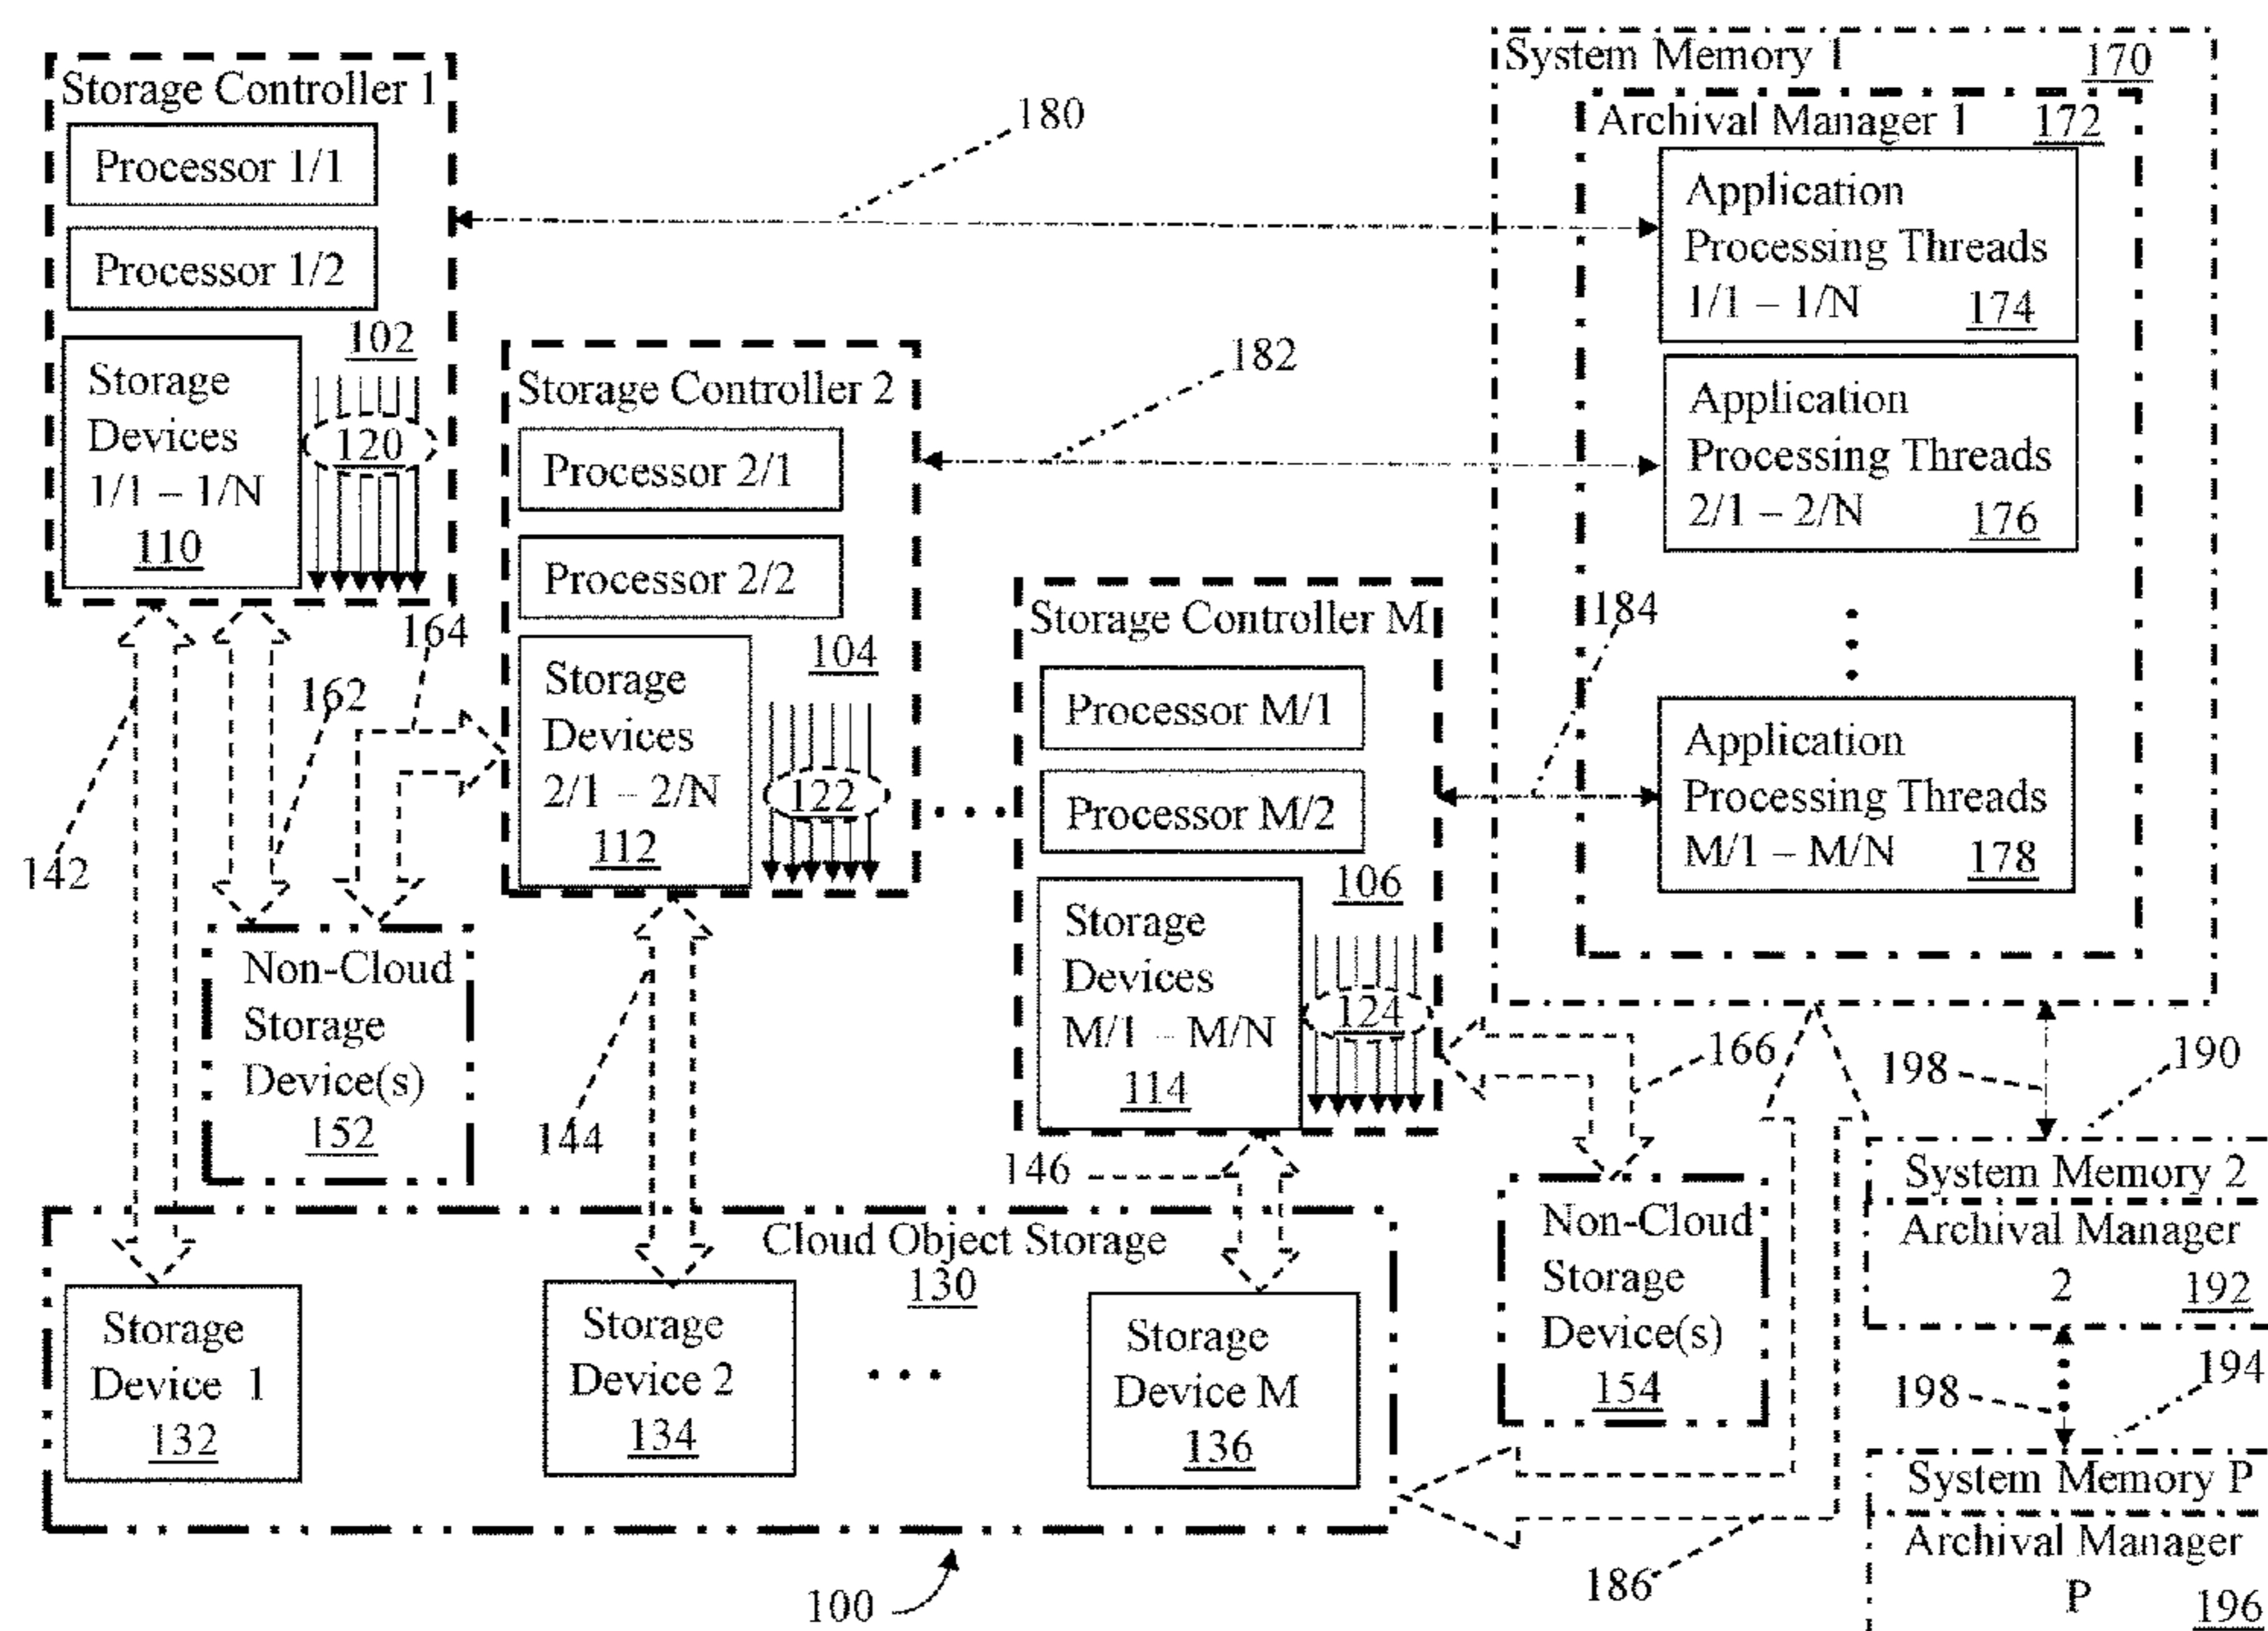 Storage Controller 1
Processor 1/1
Processor 1/2
102
Storage
Devices
1/1 – 1/N
110
120
164
162
142
Storage Controller 2
Processor 2/1
Processor 2/2
104
Storage
Devices
2/1 – 2/N
112
122
• • •
Storage Controller M
Processor M/1
Processor M/2
106
Storage
Devices
M/1 – M/N
114
124
180
182
184
System Memory 1
170
Archival Manager 1 172
Application
Processing Threads
1/1 – 1/N 174
Application
Processing Threads
2/1 – 2/N 176
Application
Processing Threads
M/1 – M/N 178
Non-Cloud
Storage
Device(s)
152
144
146
166
198
190
Cloud Object Storage
130
Storage
Device 1
132
Storage
Device 2
134
• • •
Storage
Device M
136
Non-Cloud
Storage
Device(s)
154
System Memory 2
Archival Manager
2 192
198
194
System Memory P
Archival Manager
P 196
186
100